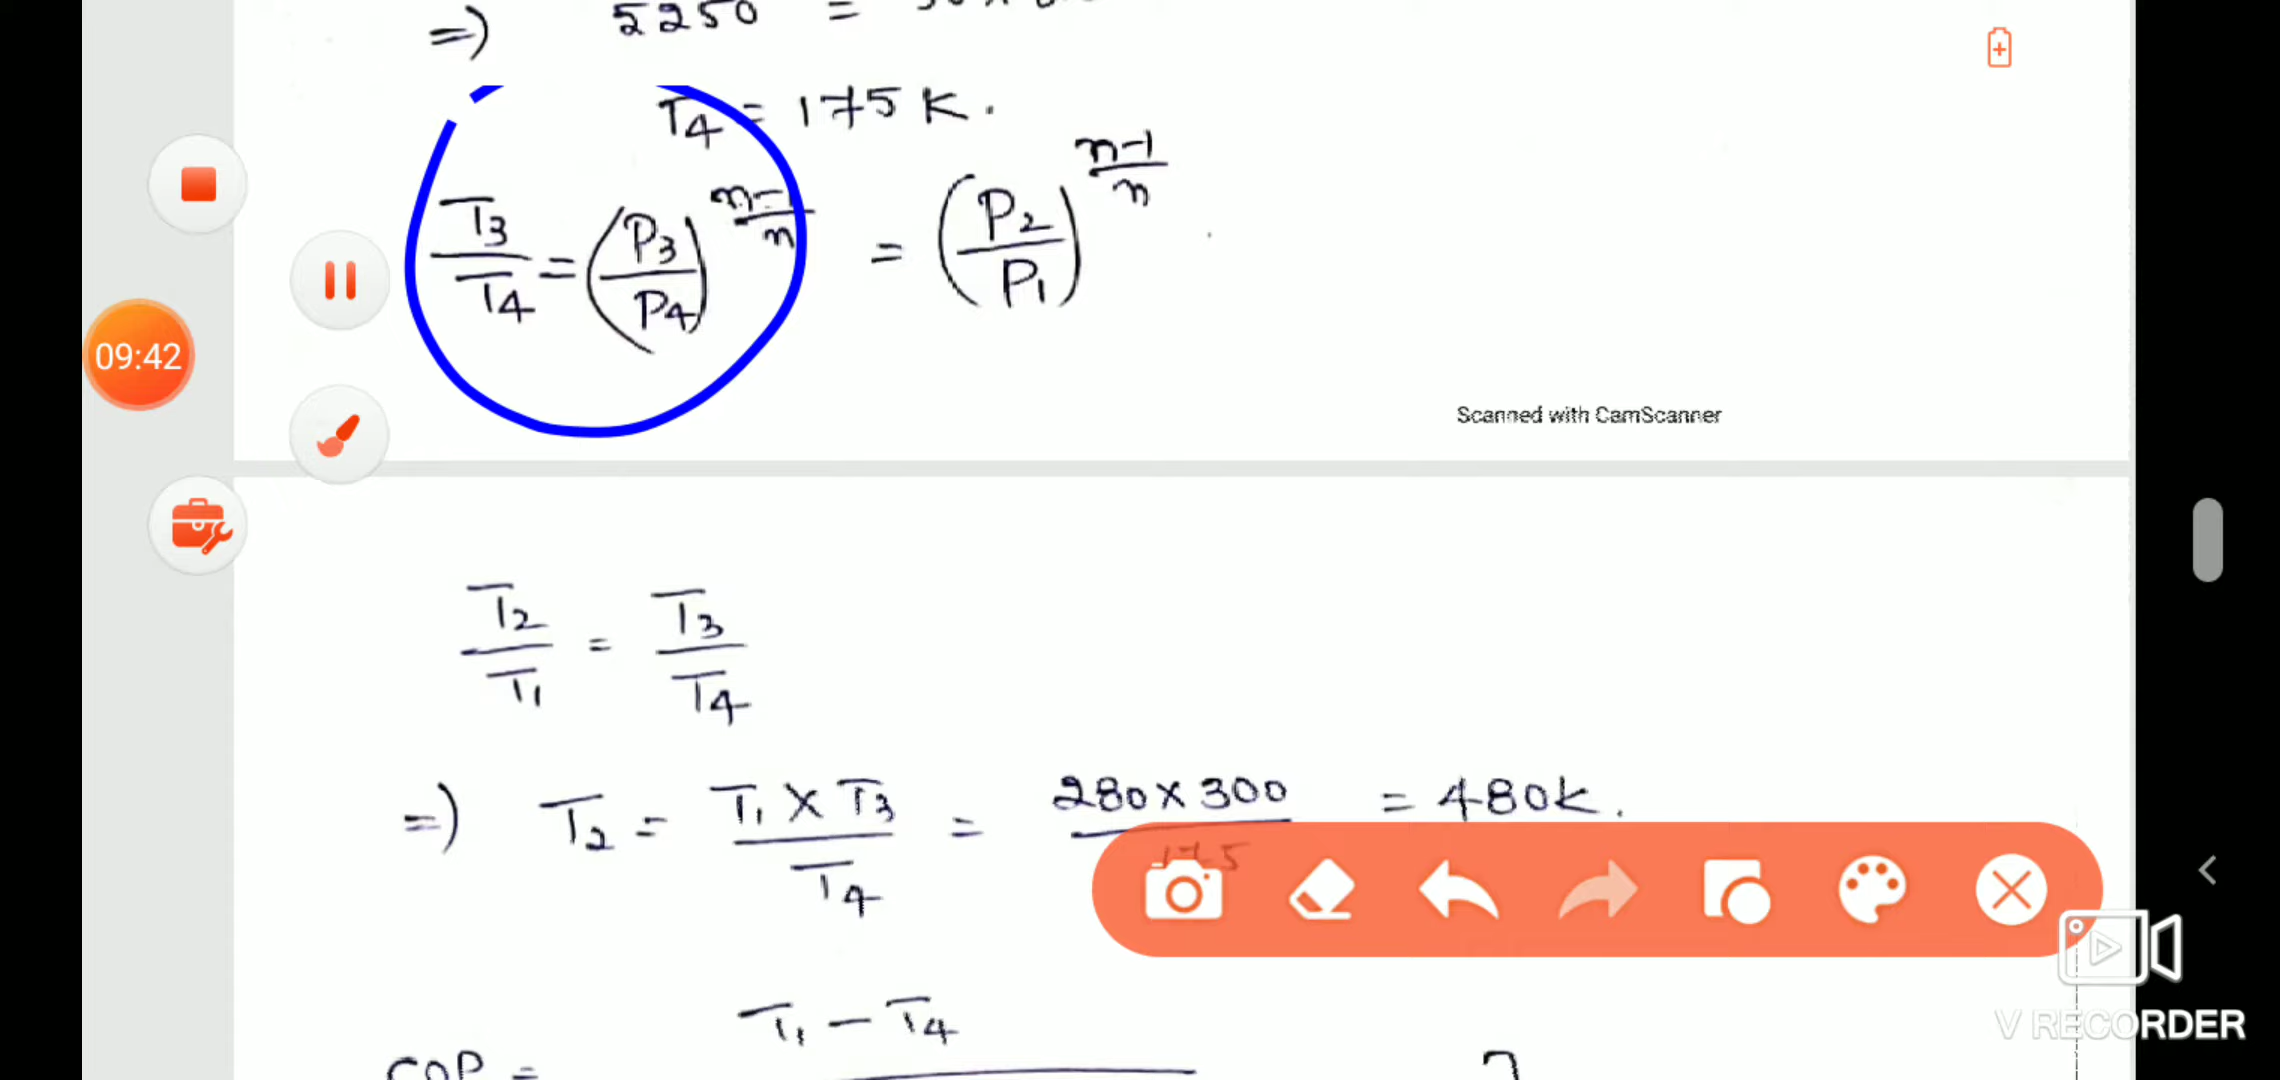 =) 5250 =
T4 = 175 K.
T3/T4 = (P3/P4)^(n-1)/n = (P2/P1)^(n-1)/n
09:42
Scanned with CamScanner
T2/T1 = T3/T4
=) T2 = T1 X T3/T4 = 280 x 300/175 = 480K.
T1 - T4
COP =
V RECORDER